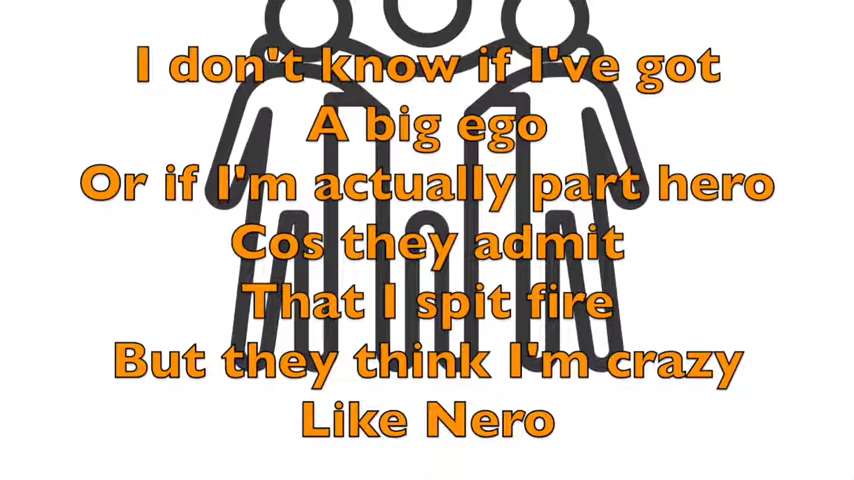 I don't know if I've got
A big ego
Or if I'm actually part hero
Cos they admit
That I spit fire
But they think I'm crazy
Like Nero